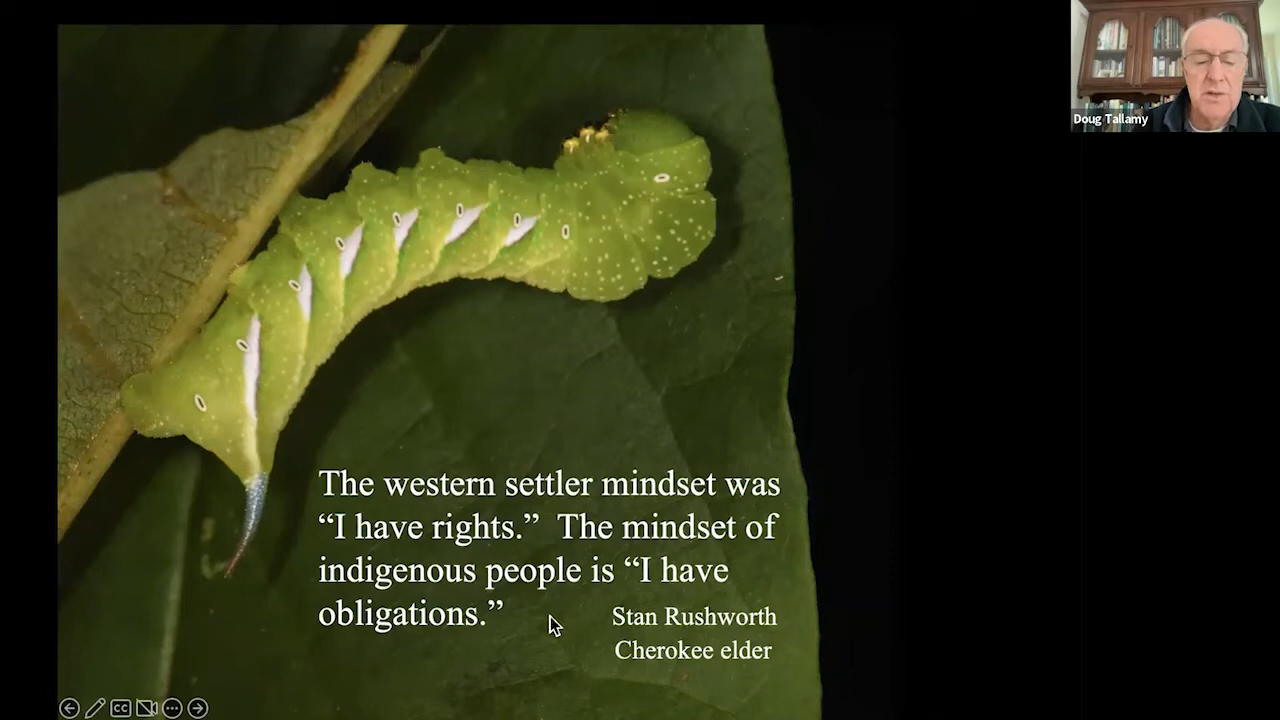 Doug Tallamy
The western settler mindset was
“I have rights.”  The mindset of
indigenous people is “I have
obligations.”
Stan Rushworth
Cherokee elder
CC